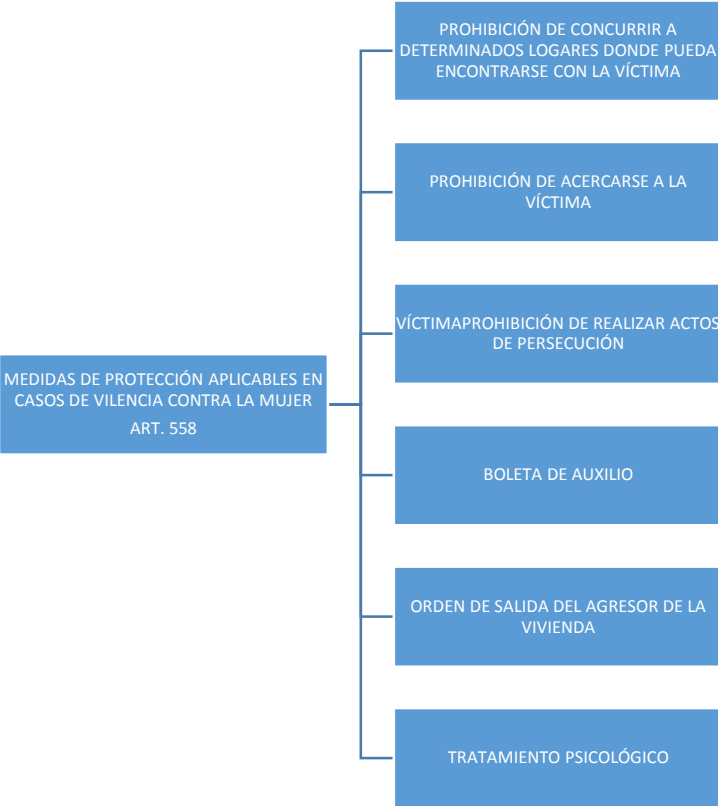 PROHIBICIÓN DE CONCURRIR A
DETERMINADOS LOGARES DONDE PUEDA
ENCONTRARSE CON LA VÍCTIMA
PROHIBICIÓN DE ACERCARSE A LA
VÍCTIMA
VÍCTIMAPROHIBICIÓN DE REALIZAR ACTOS
DE PERSECUCIÓN
MEDIDAS DE PROTECCIÓN APLICABLES EN
CASOS DE VILENCIA CONTRA LA MUJER
ART. 558
BOLETA DE AUXILIO
ORDEN DE SALIDA DEL AGRESOR DE LA
VIVIENDA
TRATAMIENTO PSICOLÓGICO